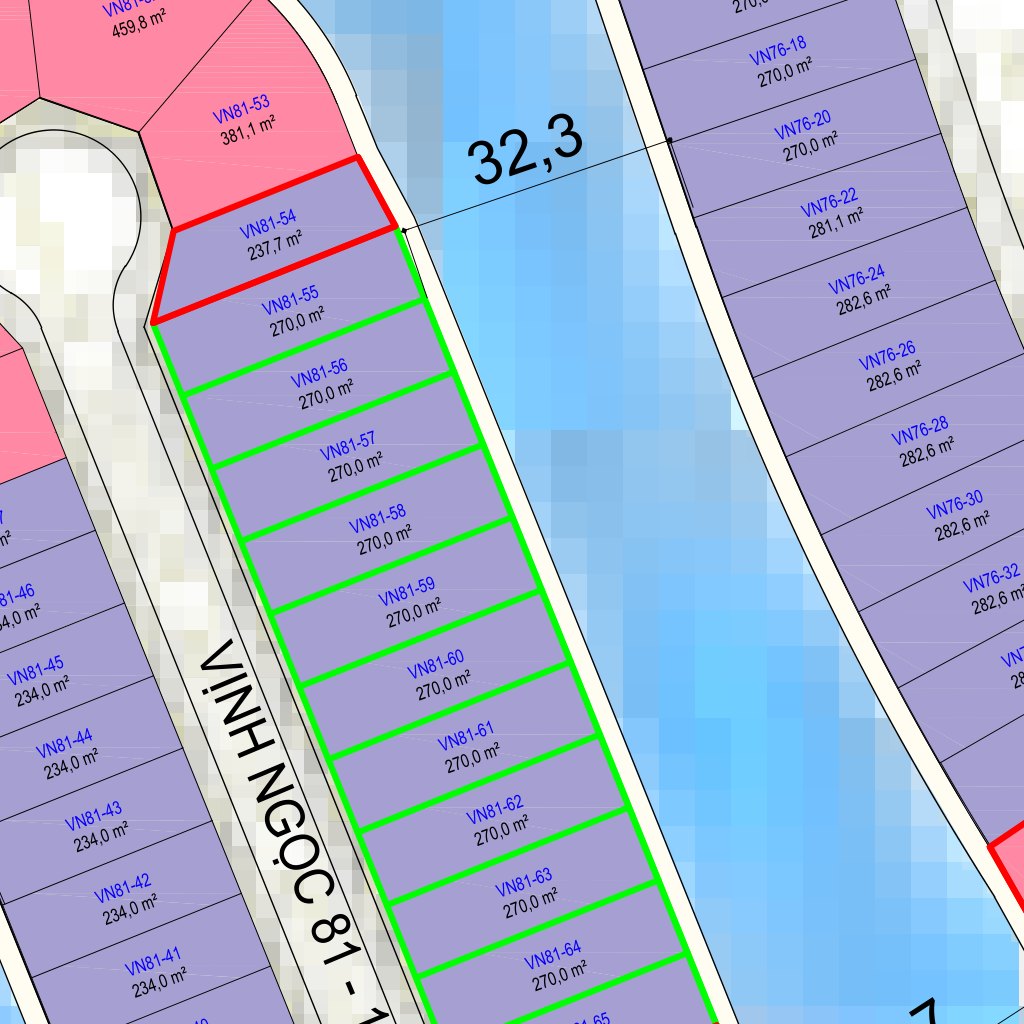 459,8 m²
VN81-53
381,1 m²
VN81-54
237,7 m²
VN81-55
270,0 m²
VN81-56
270,0 m²
VN81-57
270,0 m²
VN81-58
270,0 m²
VN81-59
270,0 m²
VN81-60
270,0 m²
VN81-61
270,0 m²
VN81-62
270,0 m²
VN81-63
270,0 m²
VN81-64
270,0 m²
32,3
VN76-18
270,0 m²
VN76-20
270,0 m²
VN76-22
281,1 m²
VN76-24
282,6 m²
VN76-26
282,6 m²
VN76-28
282,6 m²
VN76-30
282,6 m²
VN76-32
282,6 m²
81-46
VN81-45
234,0 m²
VN81-44
234,0 m²
VN81-43
234,0 m²
VN81-42
234,0 m²
VN81-41
234,0 m²
VỊNH NGỌC 81 - 1
7